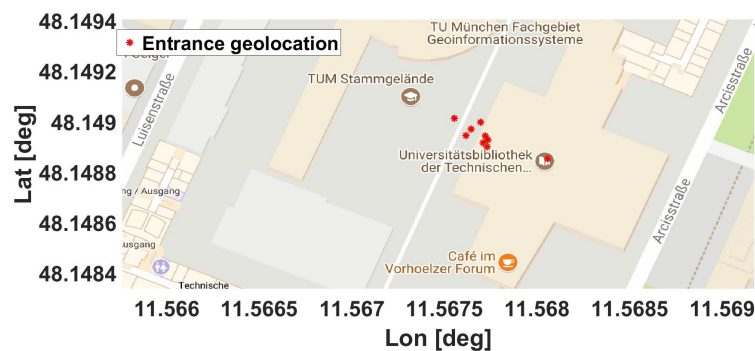 48.1494
48.1492
48.149
48.1488
48.1486
48.1484
Lat [deg]
Entrance geolocation
TU München Fachgebiet
Geoinformationssysteme
TUM Stammgelände
Luisenstraße
Arcisstraße
Universitätsbibliothek
der Technischen...
Arcisstraße
g / Ausgang
usgang
Café im
Vorhoelzer Forum
Technische
11.566
11.5665
11.567
11.5675
11.568
11.5685
11.569
Lon [deg]